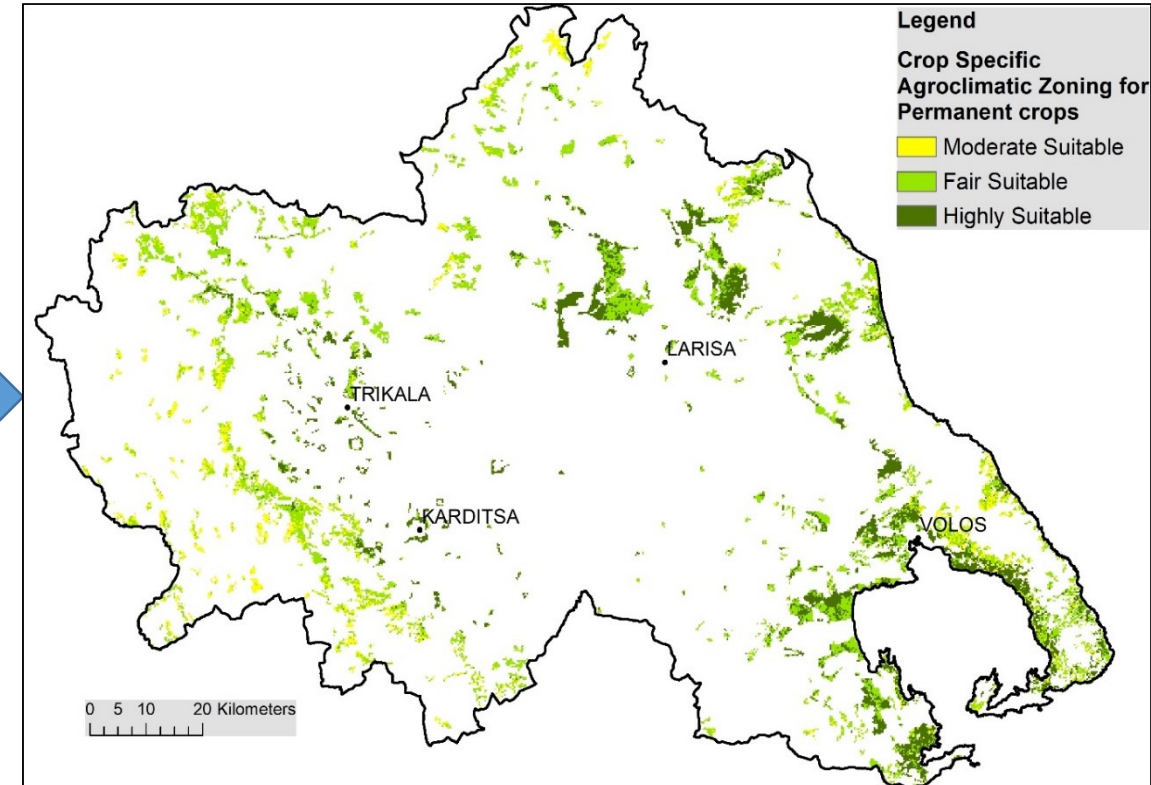 Legend
Crop Specific
Agroclimatic Zoning for
Permanent crops
Moderate Suitable
Fair Suitable
Highly Suitable
LARISA
TRIKALA
KARDITSA
VOLOS
0 5 10 20 Kilometers